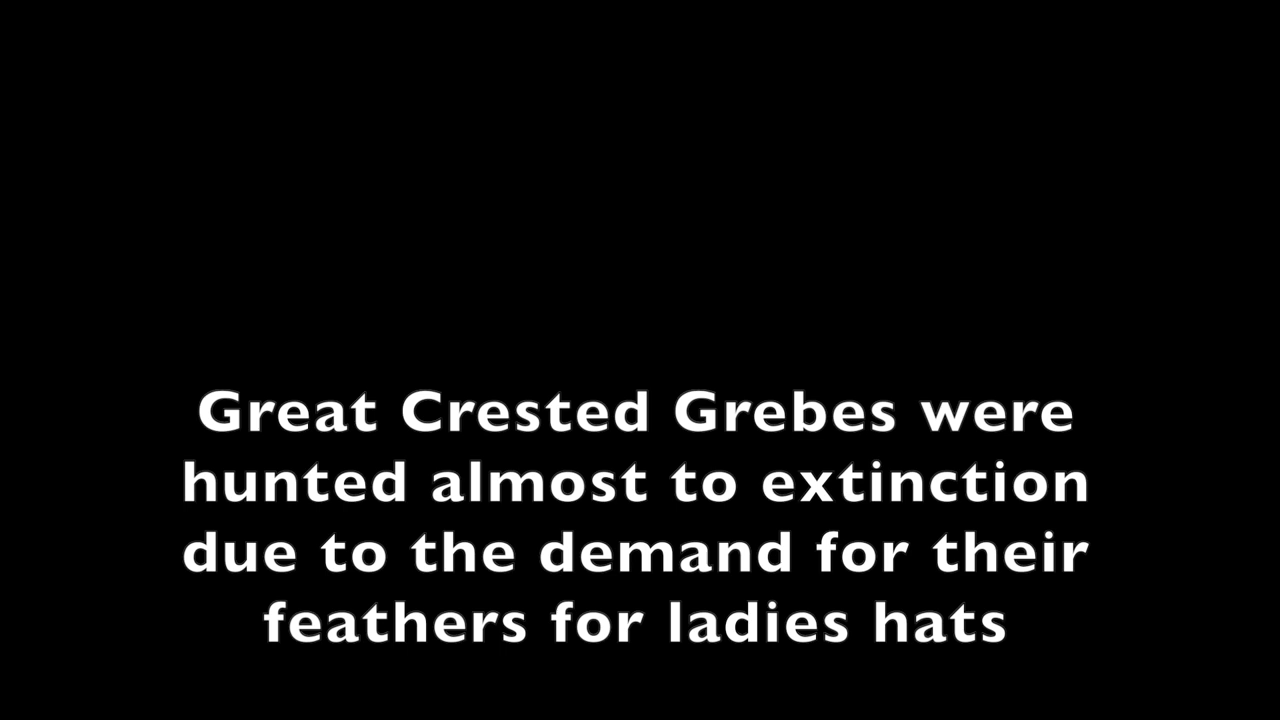 Great Crested Grebes were
hunted almost to extinction
due to the demand for their
feathers for ladies hats